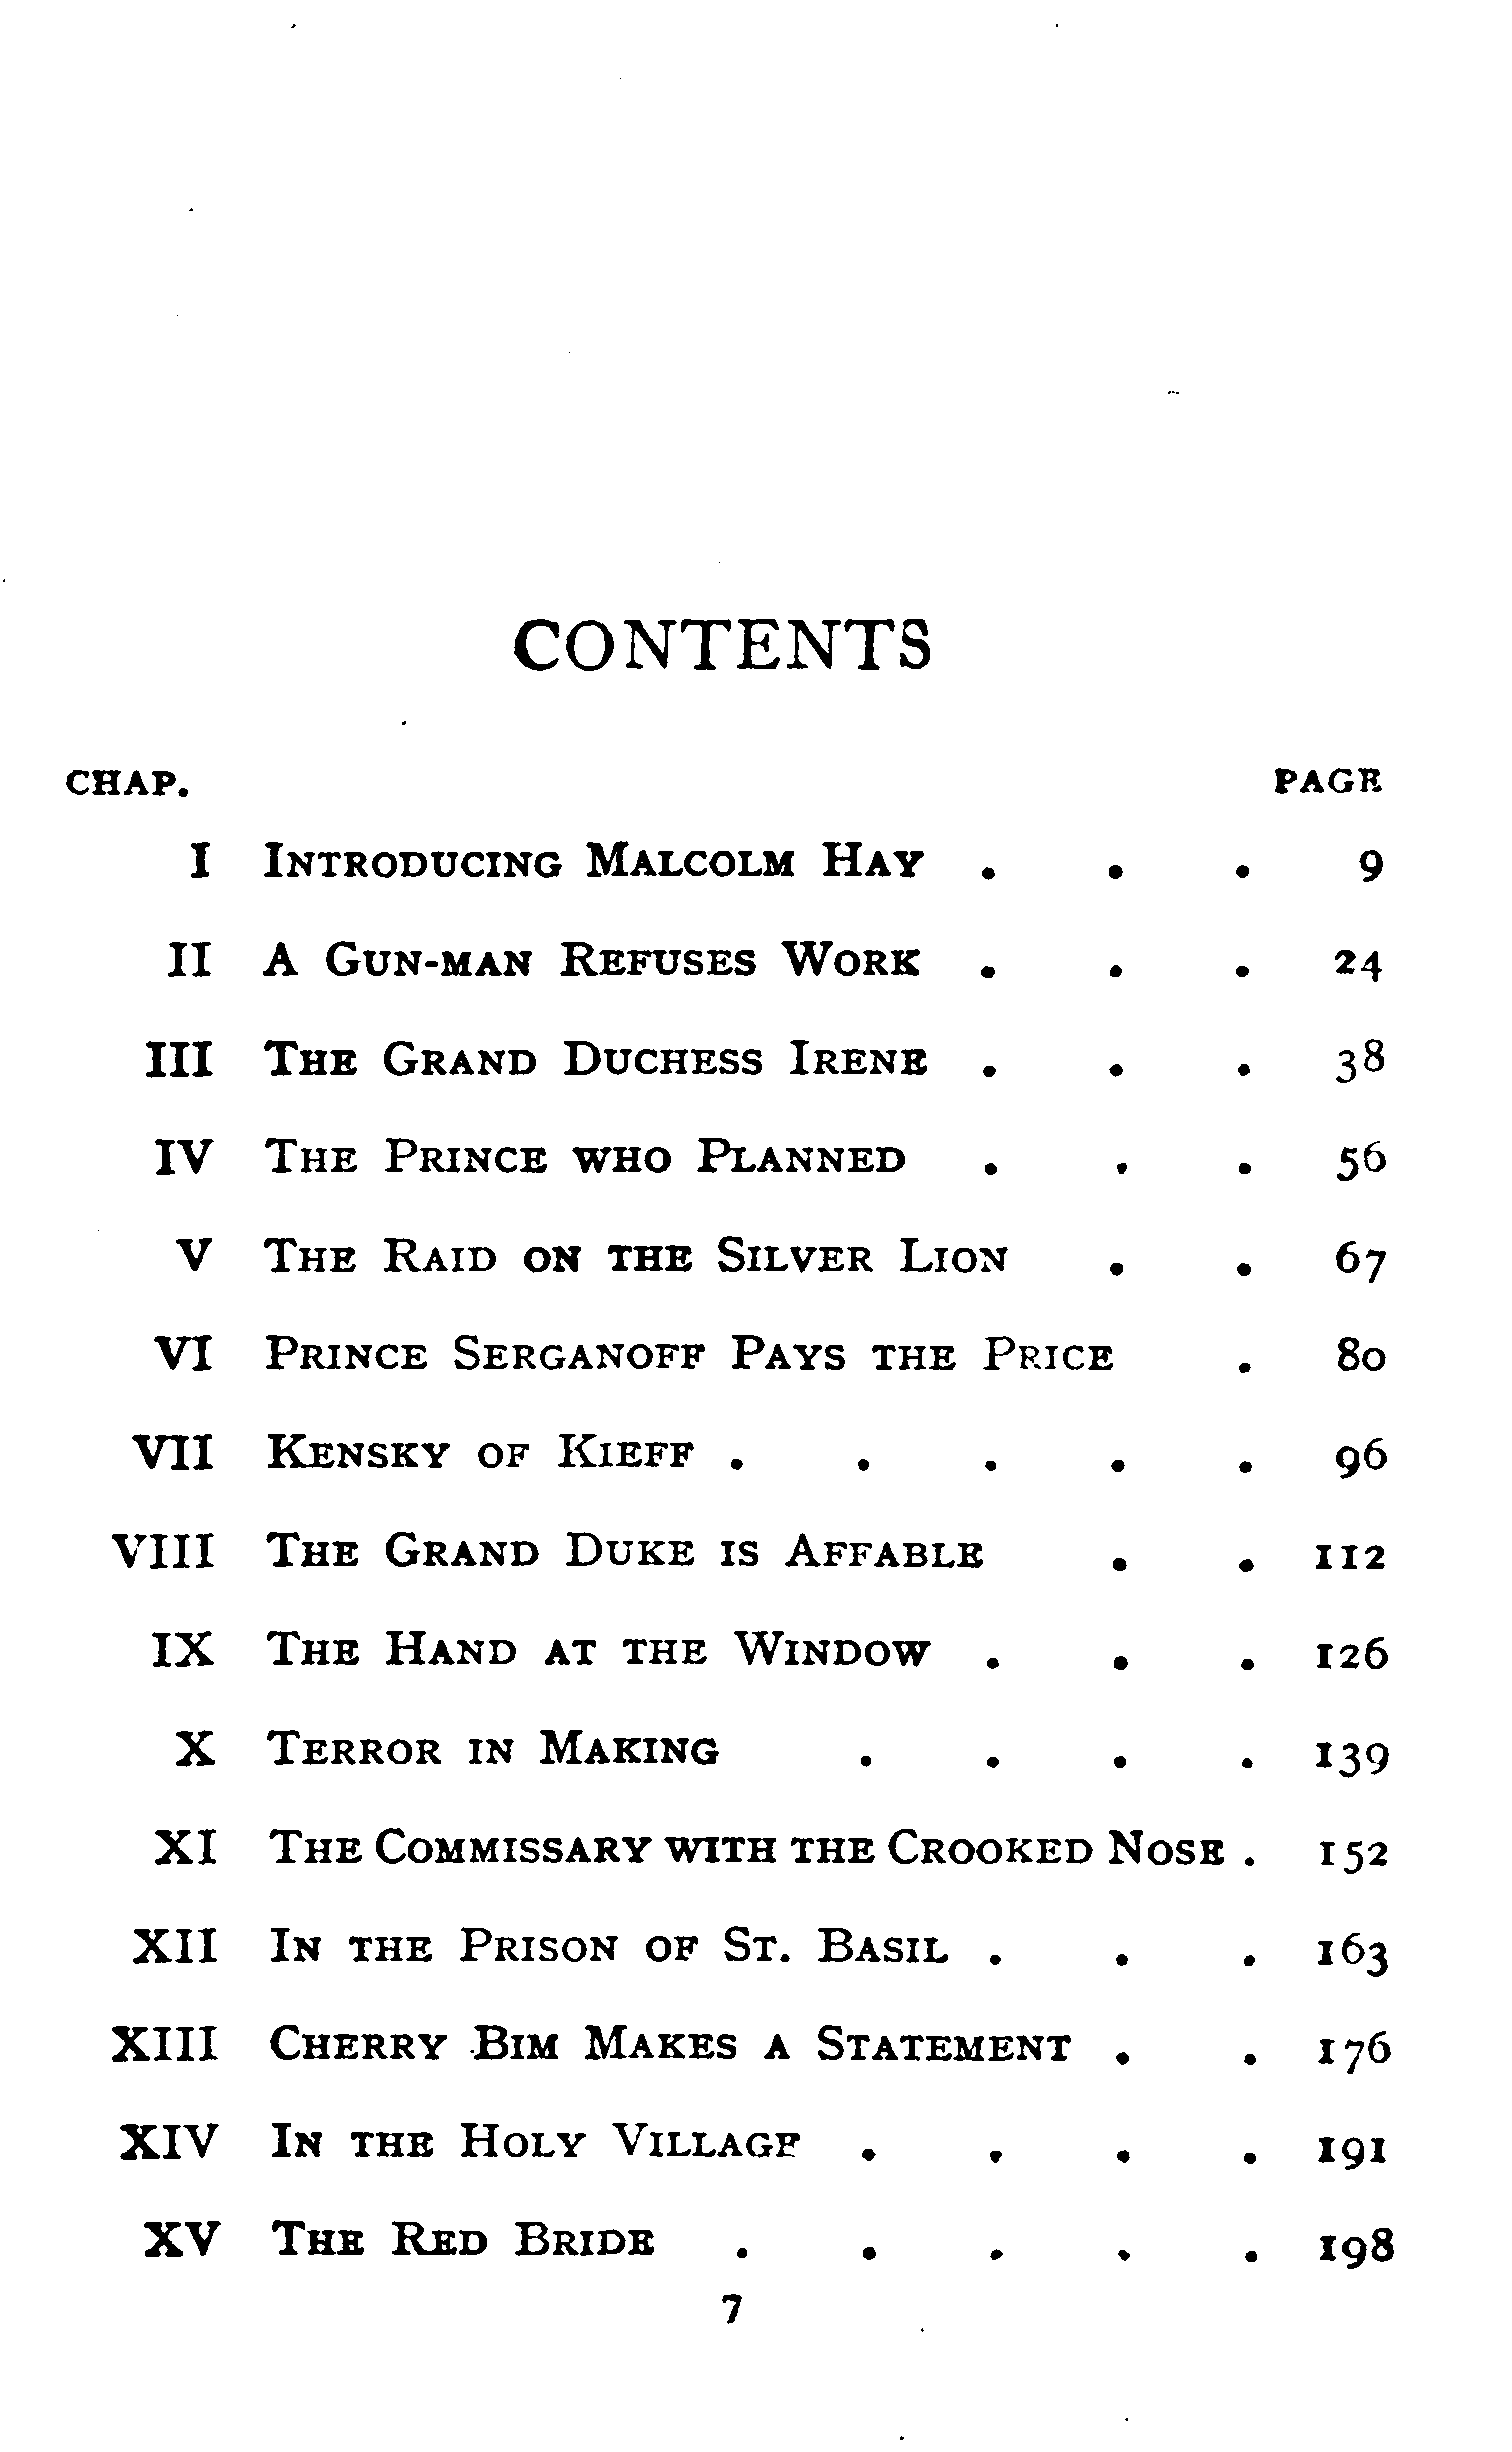 CONTENTS
CHAP. PAGE
I Introducing Malcolm Hay . . . 9
II A Gun-man Refuses Work . . . 24
III The Grand Duchess Irene . . . 38
IV The Prince who Planned . . . 56
V The Raid on the Silver Lion . . 67
VI Prince Serganoff Pays the Price . 80
VII Kensky of Kieff . . . . . 96
VIII The Grand Duke is Affable . . 112
IX The Hand at the Window . . . 126
X Terror in Making . . . . 139
XI The Commissary with the Crooked Nose . 152
XII In the Prison of St. Basil . . . 163
XIII Cherry Bim Makes a Statement . . 176
XIV In the Holy Village . . . . 191
XV The Red Bride . . . . . 198
7